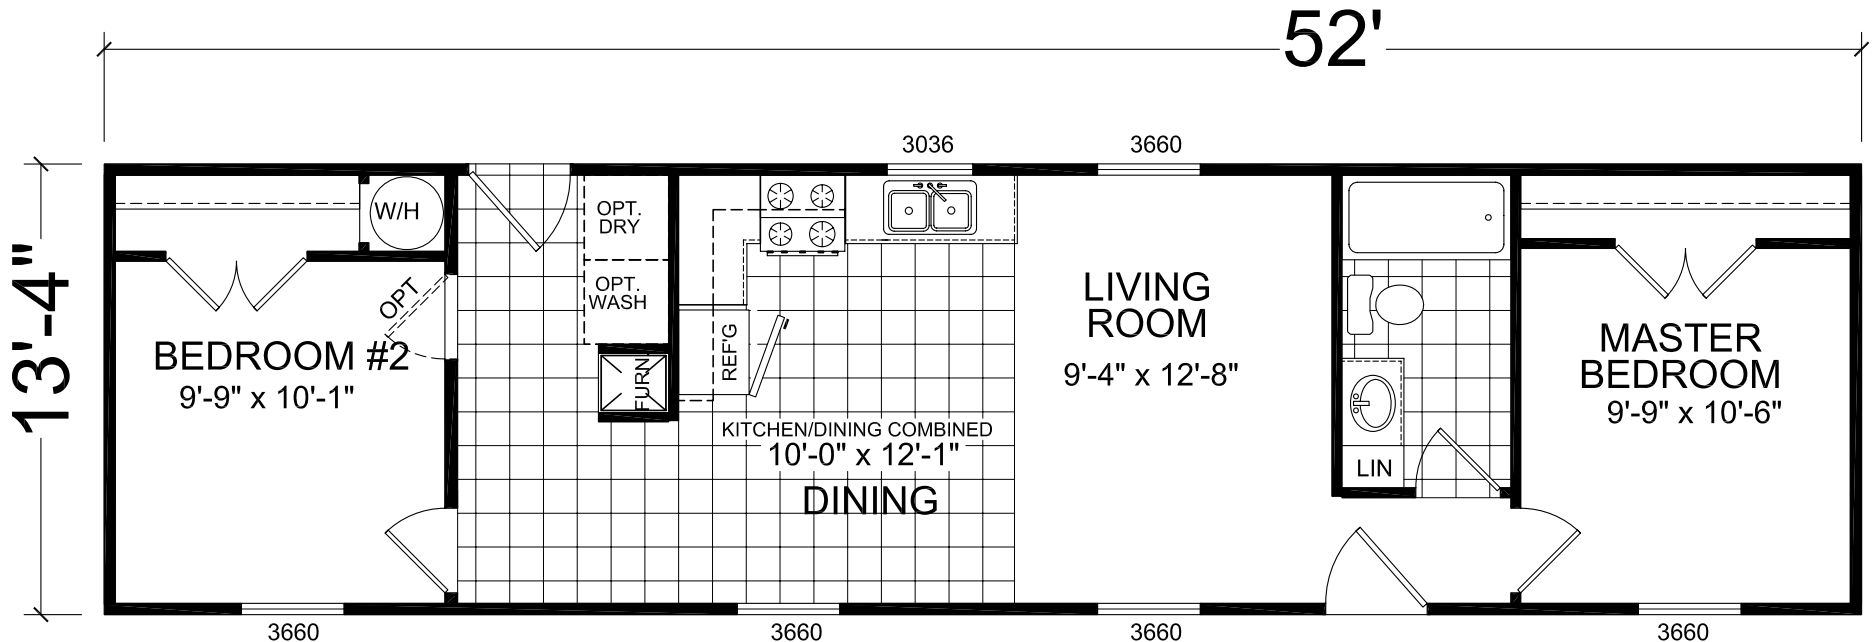 52'
13'-4"
3036
3660
W/H
OPT.
DRY
OPT.
WASH
OPT
BEDROOM #2
9'-9" x 10'-1"
FURN.
REF'G
KITCHEN/DINING COMBINED
10'-0" x 12'-1"
DINING
LIVING
ROOM
9'-4" x 12'-8"
LIN
MASTER
BEDROOM
9'-9" x 10'-6"
3660
3660
3660
3660